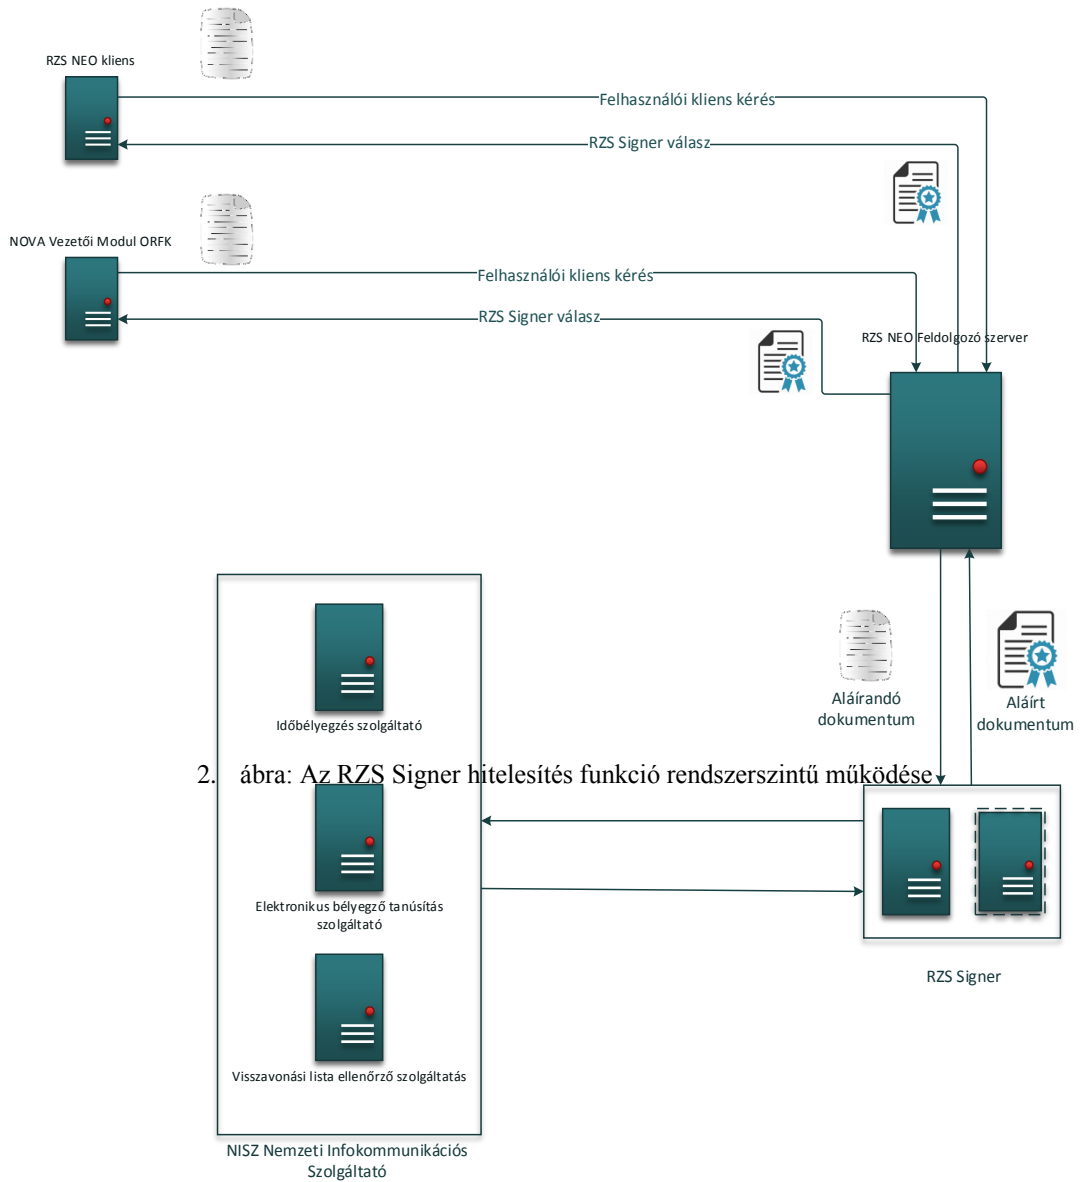 RZS NEO kliens
Felhasználói kliens kérés
RZS Signer válasz
NOVA Vezetői Modul ORFK
Felhasználói kliens kérés
RZS Signer válasz
RZS NEO Feldolgozó szerver
Aláírandó
dokumentum
Aláírt
dokumentum
Időbélyegzés szolgáltató
2. ábra: Az RZS Signer hitelesítés funkció rendszerszintű működése
Elektronikus bélyegző tanúsítás
szolgáltató
RZS Signer
Visszavonási lista ellenőrző szolgáltatás
NISZ Nemzeti Infokommunikációs
Szolgáltató